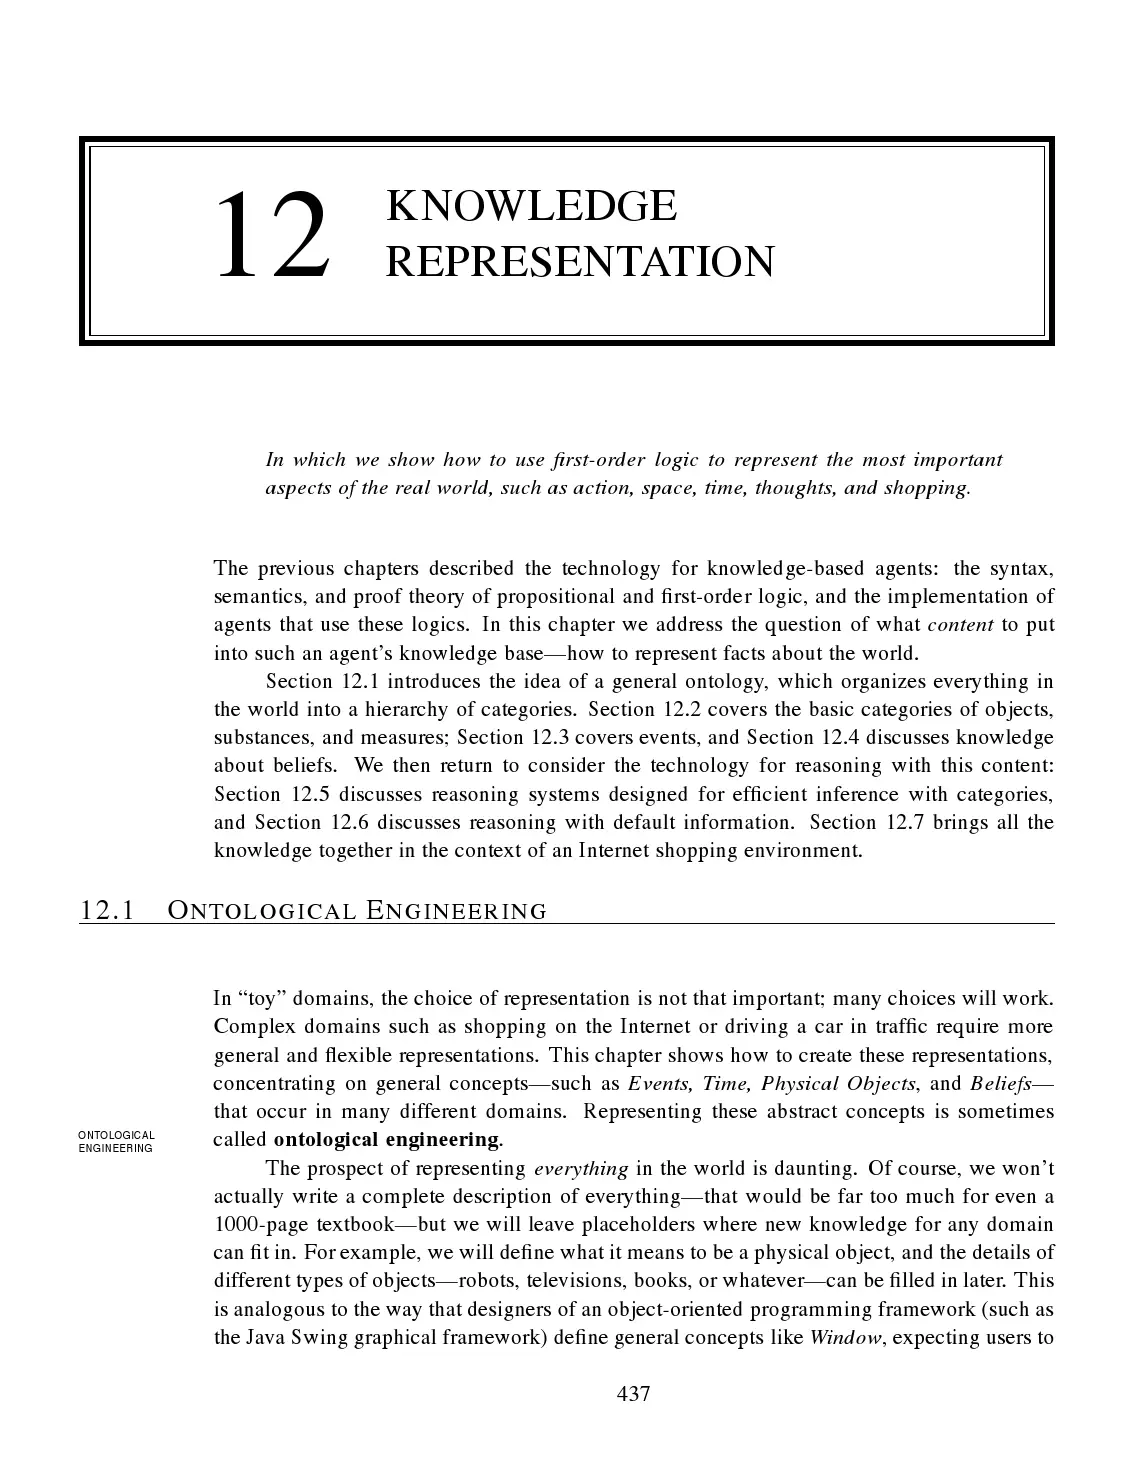 12
KNOWLEDGE
REPRESENTATION
In which we show how to use first-order logic to represent the most important
aspects of the real world, such as action, space, time, thoughts, and shopping.
The previous chapters described the technology for knowledge-based agents: the syntax,
semantics, and proof theory of propositional and first-order logic, and the implementation of
agents that use these logics. In this chapter we address the question of what content to put
into such an agent's knowledge base—how to represent facts about the world.
Section 12.1 introduces the idea of a general ontology, which organizes everything in
the world into a hierarchy of categories. Section 12.2 covers the basic categories of objects,
substances, and measures; Section 12.3 covers events, and Section 12.4 discusses knowledge
about beliefs. We then return to consider the technology for reasoning with this content:
Section 12.5 discusses reasoning systems designed for efficient inference with categories,
and Section 12.6 discusses reasoning with default information. Section 12.7 brings all the
knowledge together in the context of an Internet shopping environment.
12.1 ONTOLOGICAL ENGINEERING
In “toy” domains, the choice of representation is not that important; many choices will work.
Complex domains such as shopping on the Internet or driving a car in traffic require more
general and flexible representations. This chapter shows how to create these representations,
concentrating on general concepts—such as Events, Time, Physical Objects, and Beliefs—
that occur in many different domains. Representing these abstract concepts is sometimes
called ontological engineering.
ONTOLOGICAL
ENGINEERING
The prospect of representing everything in the world is daunting. Of course, we won't
actually write a complete description of everything—that would be far too much for even a
1000-page textbook—but we will leave placeholders where new knowledge for any domain
can fit in. For example, we will define what it means to be a physical object, and the details of
different types of objects—robots, televisions, books, or whatever—can be filled in later. This
is analogous to the way that designers of an object-oriented programming framework (such as
the Java Swing graphical framework) define general concepts like Window, expecting users to
437